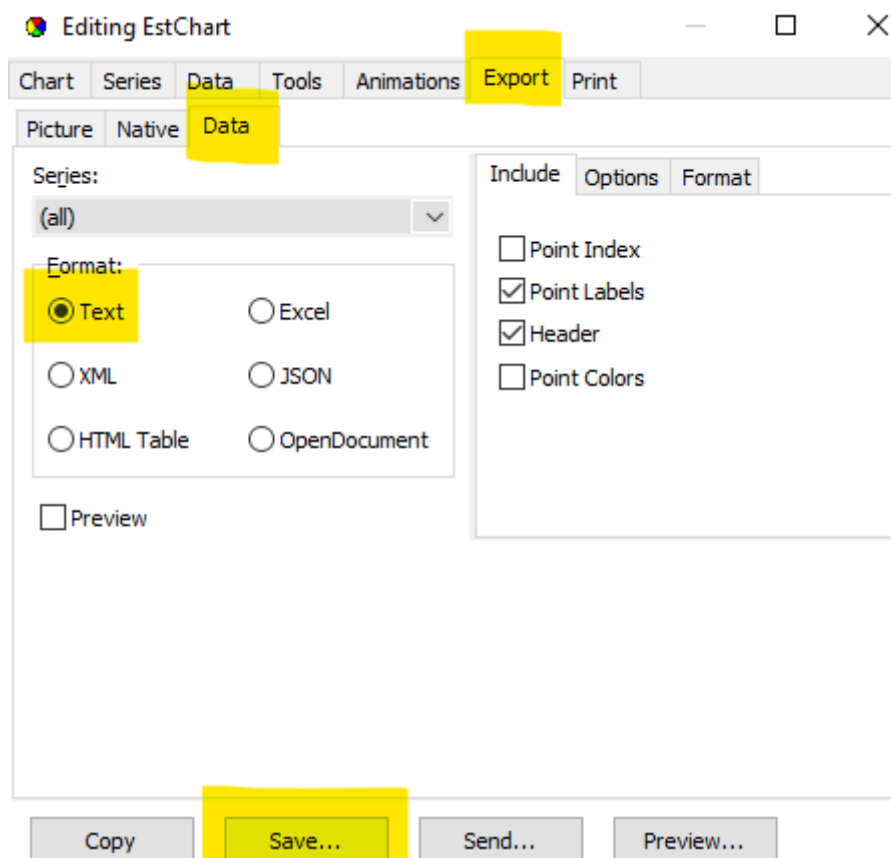 Editing EstChart
Chart Series Data Tools Animations Export Print
Picture Native Data
Series:
(all)
Format:
Text Excel
XML JSON
HTML Table OpenDocument
Preview
Include Options Format
Point Index
Point Labels
Header
Point Colors
Copy Save... Send... Preview...